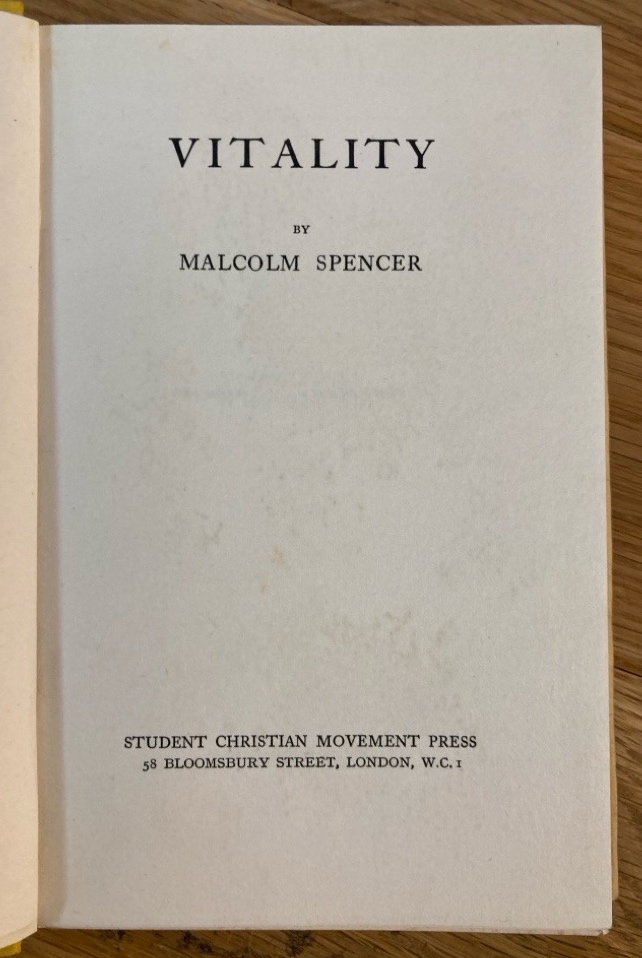 VITALITY
BY
MALCOLM SPENCER
STUDENT CHRISTIAN MOVEMENT PRESS
58 BLOOMSBURY STREET, LONDON, W.C.1